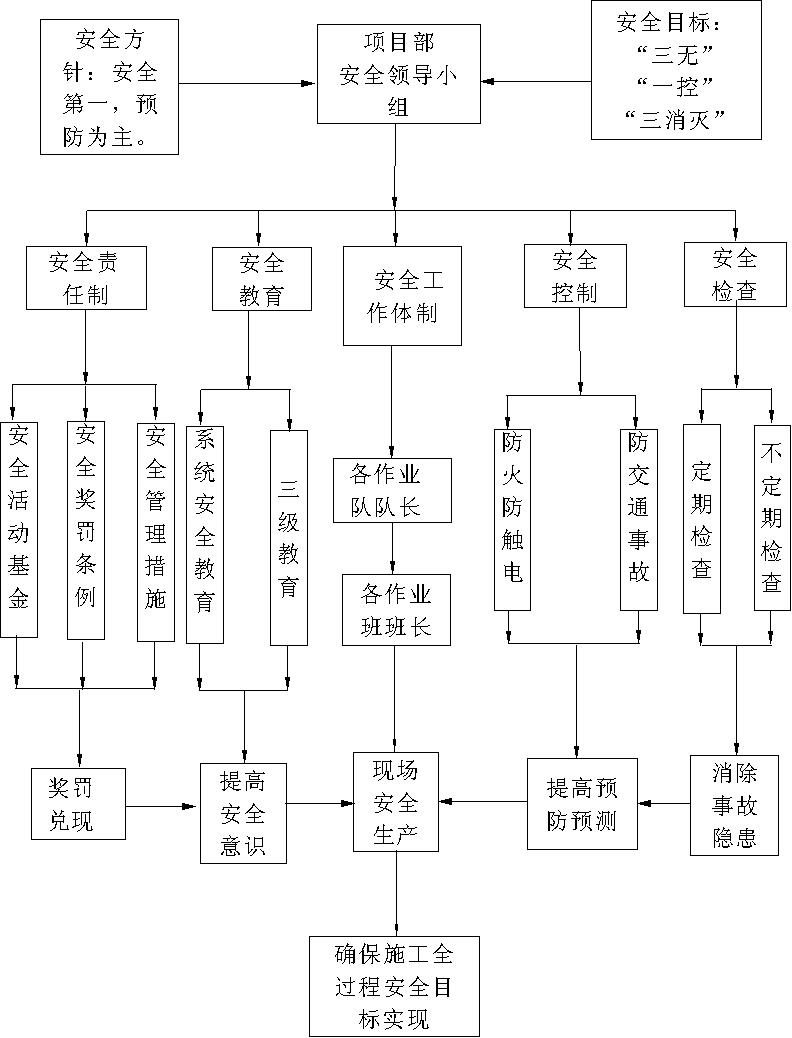 安全方
针：安全
第一，预
防为主。
项目部
安全领导小
组
安全目标：
“三无”
“一控”
“三消灭”
安全责
任制
安全
教育
安全工
作体制
安全
控制
安全
检查
安全活动基金
安全奖罚条例
安全管理措施
系统安全教育
三级教育
各作业
队队长
各作业
班班长
防火防触电
防交通事故
定期检查
不定期检查
奖罚
兑现
提高
安全
意识
现场
安全
生产
提高预
防预测
消除
事故
隐患
确保施工全
过程安全目
标实现